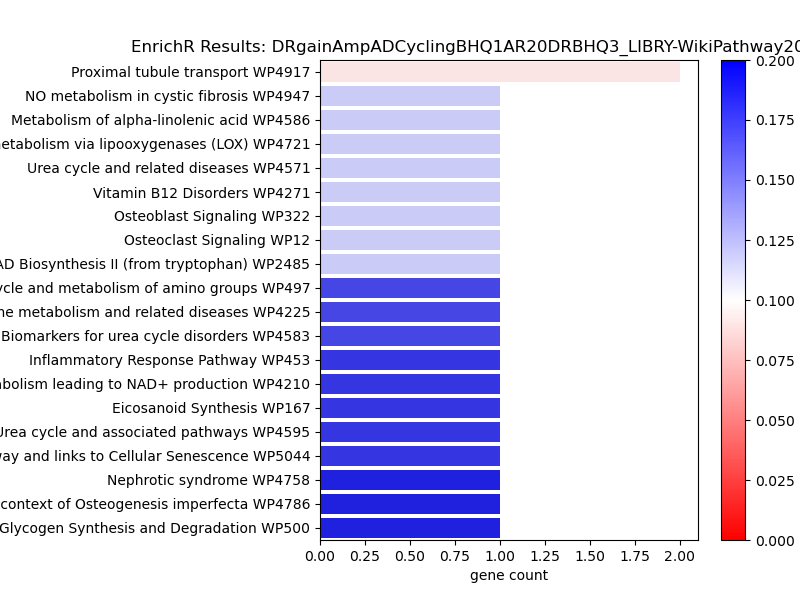 EnrichR Results: DRgainAmpADCyclingBHQ1AR20DRBHQ3_LIBRY-WikiPathway20
Proximal tubule transport WP4917
NO metabolism in cystic fibrosis WP4947
Metabolism of alpha-linolenic acid WP4586
etabolism via lipooxygenases (LOX) WP4721
Urea cycle and related diseases WP4571
Vitamin B12 Disorders WP4271
Osteoblast Signaling WP322
Osteoclast Signaling WP12
AD Biosynthesis II (from tryptophan) WP2485
ycle and metabolism of amino groups WP497
ne metabolism and related diseases WP4225
Biomarkers for urea cycle disorders WP4583
Inflammatory Response Pathway WP453
abolism leading to NAD+ production WP4210
Eicosanoid Synthesis WP167
Urea cycle and associated pathways WP4595
way and links to Cellular Senescence WP5044
Nephrotic syndrome WP4758
context of Osteogenesis imperfecta WP4786
Glycogen Synthesis and Degradation WP500
0.00 0.25 0.50 0.75 1.00 1.25 1.50 1.75 2.00
gene count
0.200
0.175
0.150
0.125
0.100
0.075
0.050
0.025
0.000